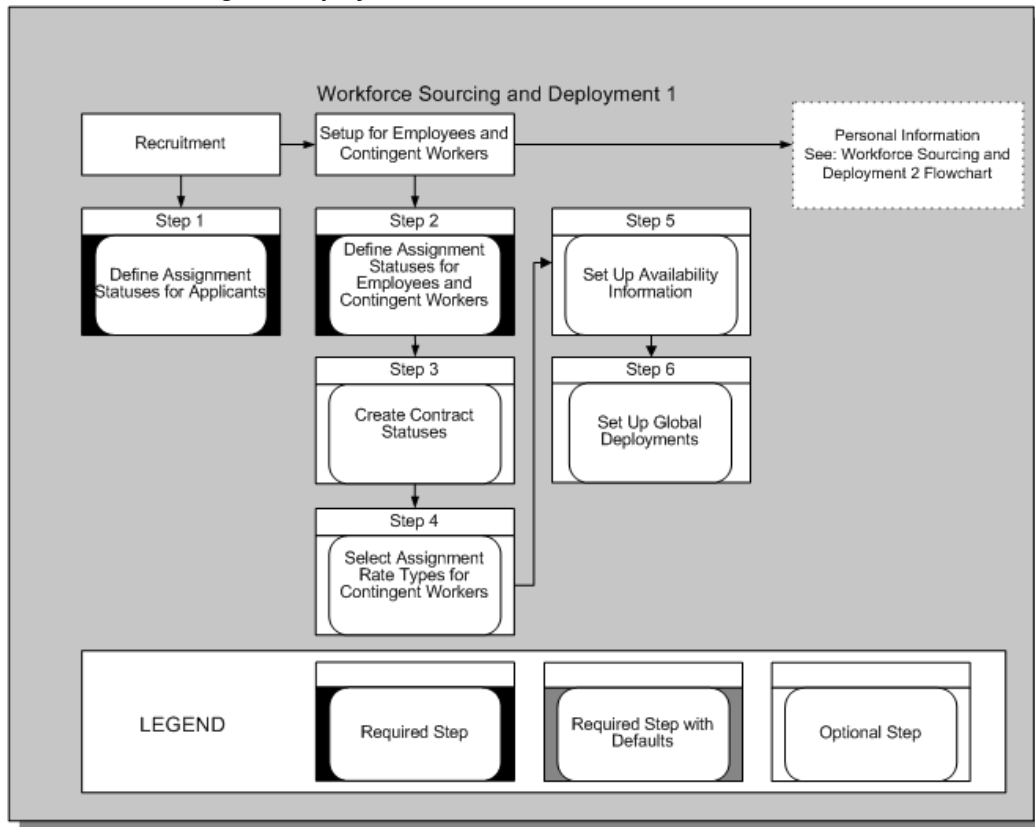 Workforce Sourcing and Deployment 1
Recruitment
Setup for Employees and
Contingent Workers
Personal Information
See: Workforce Sourcing and
Deployment 2 Flowchart
Step 1
Define Assignment
Statuses for Applicants
Step 2
Define Assignment
Statuses for
Employees and
Contingent Workers
Step 3
Create Contract
Statuses
Step 4
Select Assignment
Rate Types for
Contingent Workers
Step 5
Set Up Availability
Information
Step 6
Set Up Global
Deployments
LEGEND
Required Step
Required Step with
Defaults
Optional Step